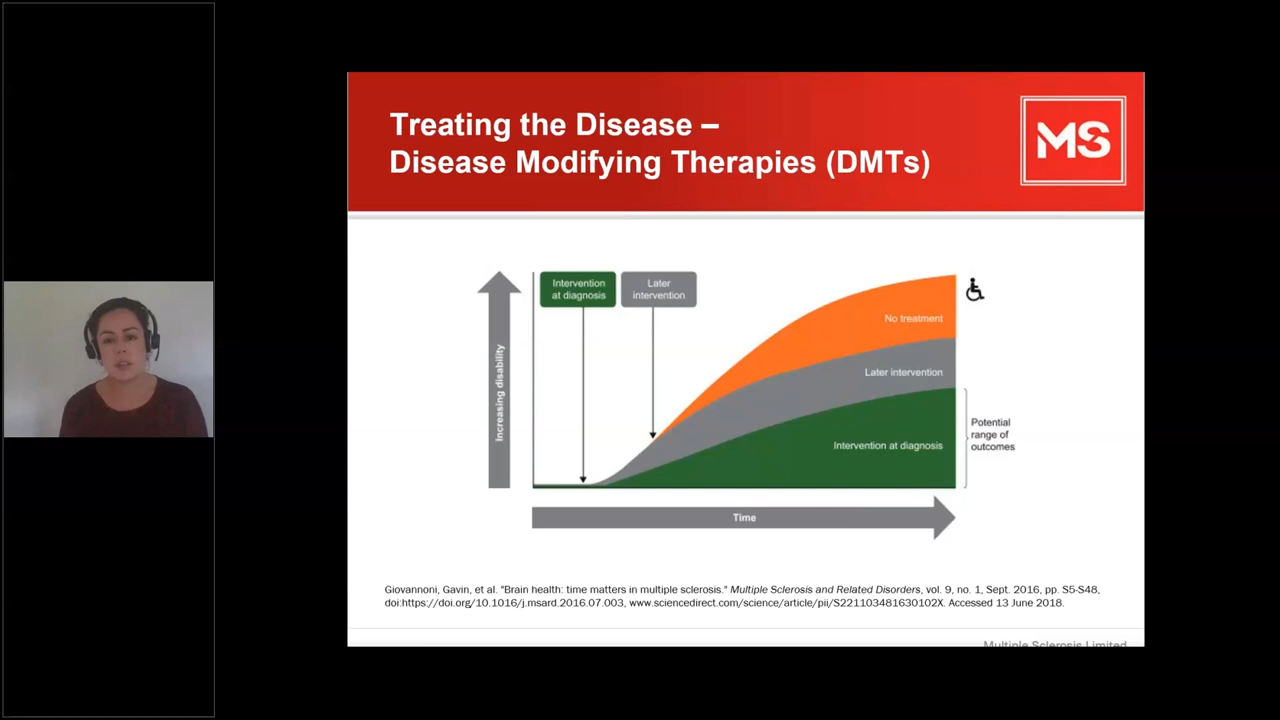 Treating the Disease –
Disease Modifying Therapies (DMTs)
MS
Intervention
at diagnosis
Later
intervention
Increasing disability
No treatment
Later intervention
Intervention at diagnosis
Potential
range of
outcomes
Time
Giovannoni, Gavin, et al. "Brain health: time matters in multiple sclerosis." Multiple Sclerosis and Related Disorders, vol. 9, no. 1, Sept. 2016, pp. S5-S48,
doi:https://doi.org/10.1016/j.msard.2016.07.003, www.sciencedirect.com/science/article/pii/S221103481630102X. Accessed 13 June 2018.
Multiple Sclerosis Limited